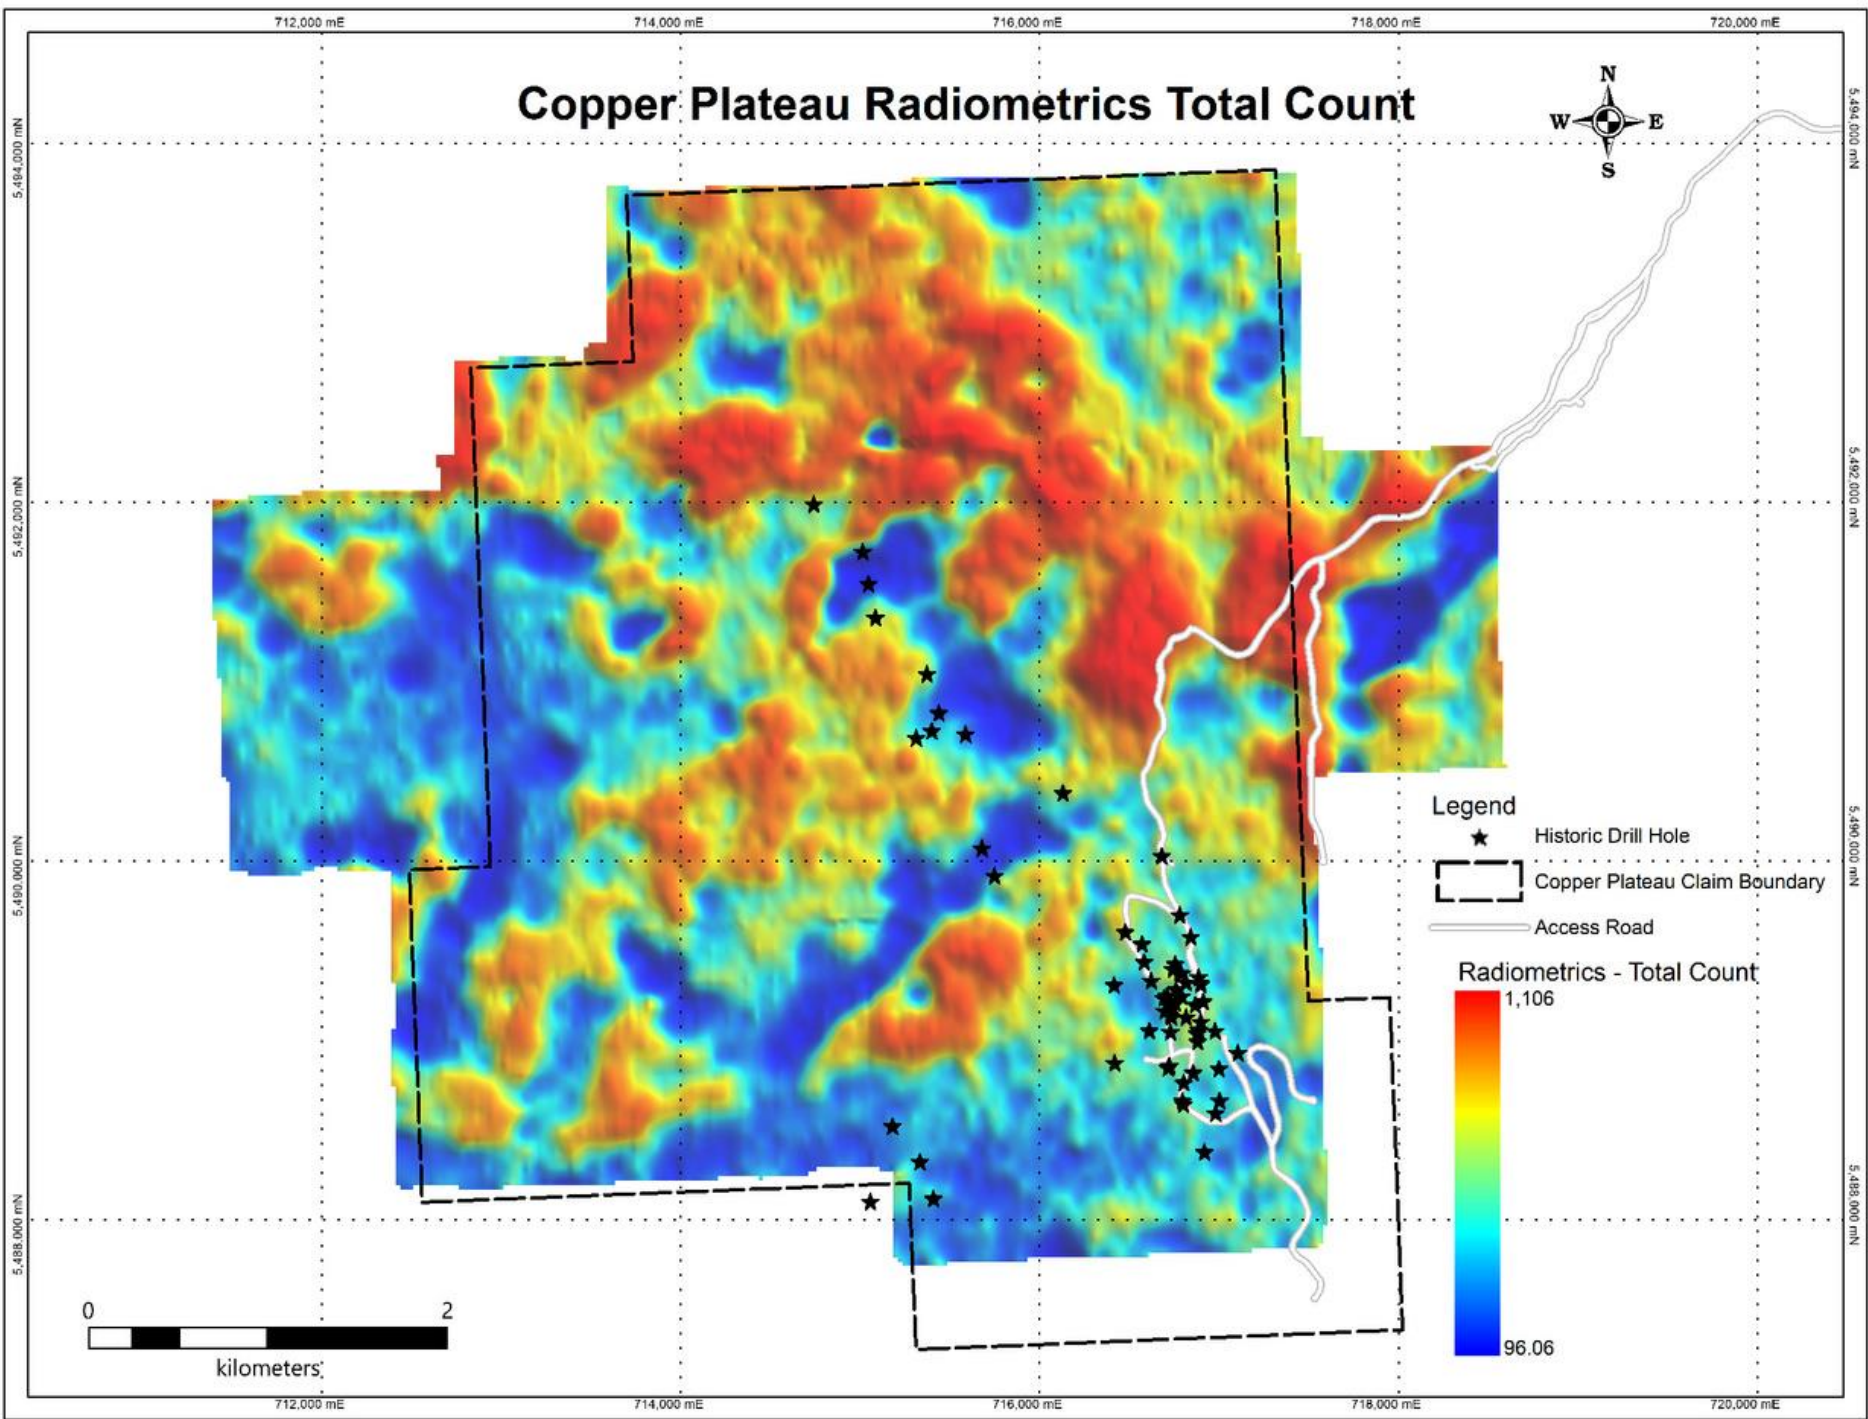 712,000 mE 714,000 mE 716,000 mE 718,000 mE 720,000 mE
Copper Plateau Radiometrics Total Count
N
W E
S
5,494,000 mN 5,494,000 mN
5,492,000 mN 5,492,000 mN
5,490,000 mN 5,490,000 mN
5,488,000 mN 5,488,000 mN
Legend
Historic Drill Hole
Copper Plateau Claim Boundary
Access Road
Radiometrics - Total Count
1,106
96.06
0 2
kilometers
712,000 mE 714,000 mE 716,000 mE 718,000 mE 720,000 mE